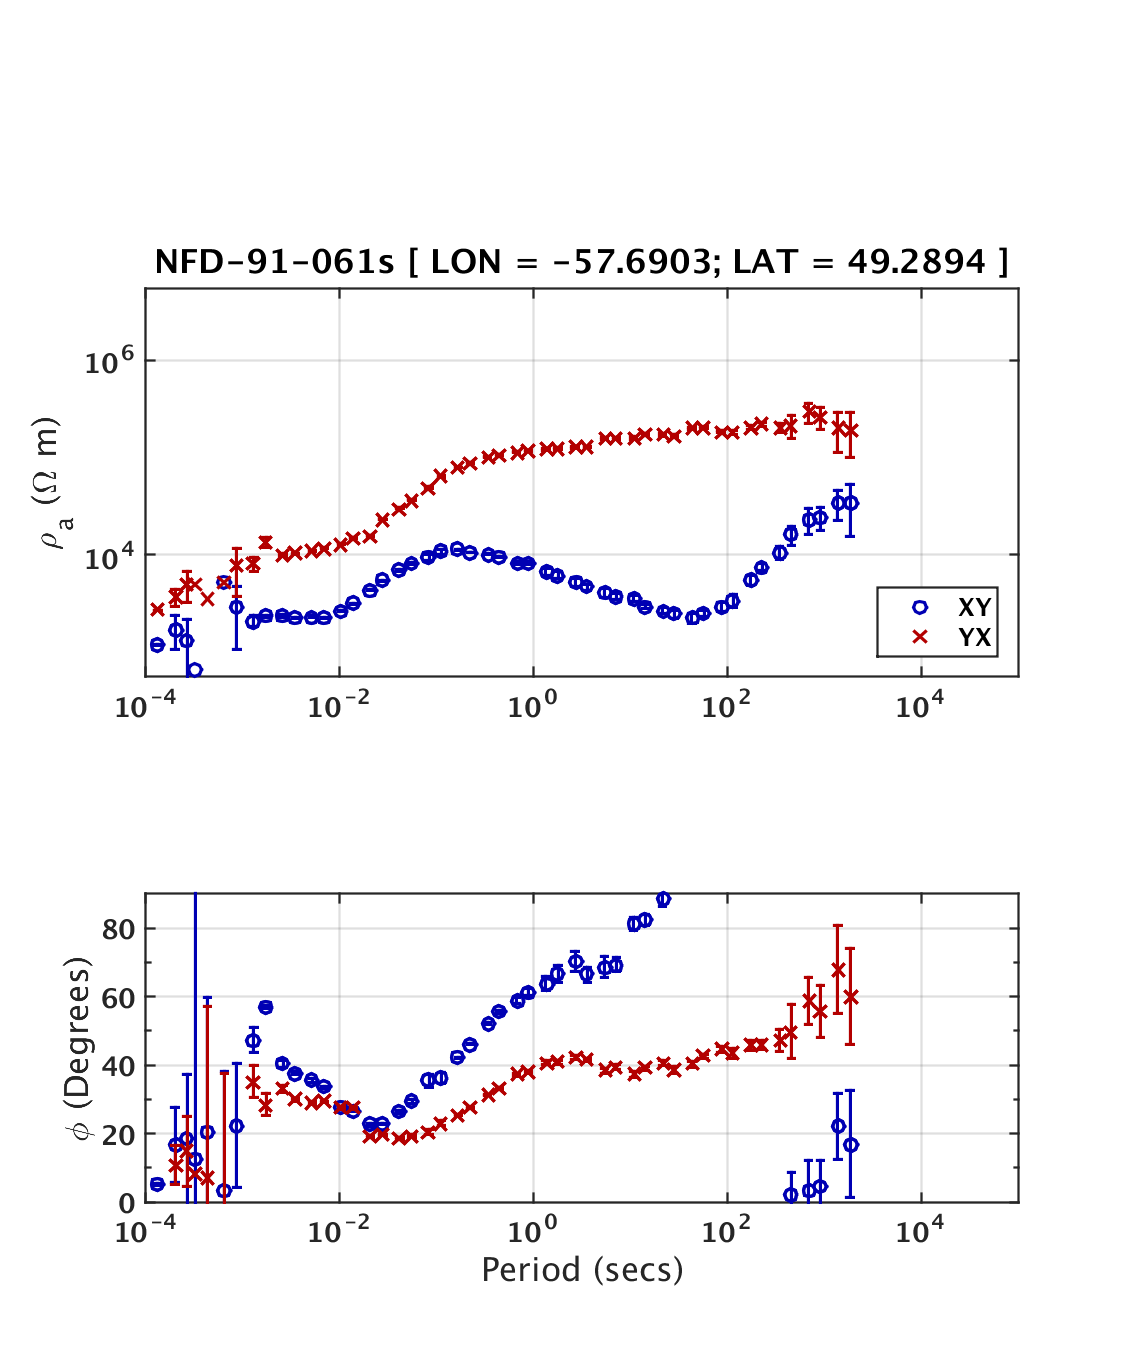 NFD-91-061s [ LON = -57.6903; LAT = 49.2894 ]
ρa (Ω m)
10^6
10^4
XY
YX
10^-4 10^-2 10^0 10^2 10^4
ϕ (Degrees)
80
60
40
20
0
10^-4 10^-2 10^0 10^2 10^4
Period (secs)